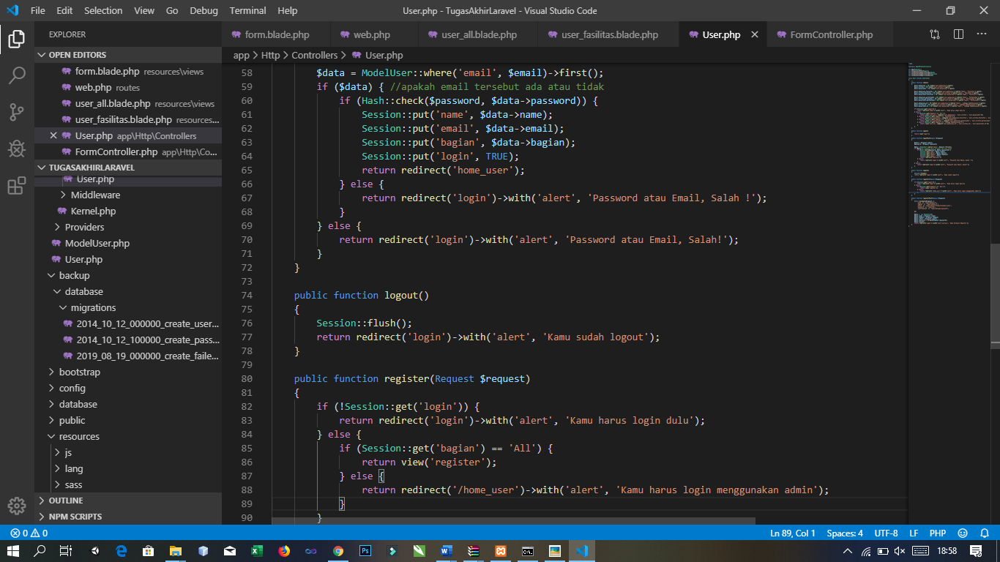 File Edit Selection View Go Debug Terminal Help
User.php - TugasAkhirLaravel - Visual Studio Code
EXPLORER
form.blade.php
web.php
user_all.blade.php
user_fasilitas.blade.php
User.php
FormController.php
OPEN EDITORS
form.blade.php resources\views
web.php routes
user_all.blade.php resources\views
user_fasilitas.blade.php resources...
User.php app\Http\Controllers
FormController.php app\Http\Co...
TUGASAKHIRLARAVEL
User.php
Middleware
Kernel.php
Providers
ModelUser.php
User.php
backup
database
migrations
2014_10_12_000000_create_user...
2014_10_12_100000_create_pass...
2019_08_19_000000_create_faile...
bootstrap
config
database
public
resources
js
lang
sass
OUTLINE
NPM SCRIPTS
app > Http > Controllers > User.php
58 $data = ModelUser::where('email', $email)->first();
59 if ($data) { //apakah email tersebut ada atau tidak
60 if (Hash::check($password, $data->password)) {
61 Session::put('name', $data->name);
62 Session::put('email', $data->email);
63 Session::put('bagian', $data->bagian);
64 Session::put('login', TRUE);
65 return redirect('home_user');
66 } else {
67 return redirect('login')->with('alert', 'Password atau Email, Salah !');
68 }
69 } else {
70 return redirect('login')->with('alert', 'Password atau Email, Salah!');
71 }
72 }
73
74 public function logout()
75 {
76 Session::flush();
77 return redirect('login')->with('alert', 'Kamu sudah logout');
78 }
79
80 public function register(Request $request)
81 {
82 if (!Session::get('login')) {
83 return redirect('login')->with('alert', 'Kamu harus login dulu');
84 } else {
85 if (Session::get('bagian') == 'All') {
86 return view('register');
87 } else {
88 return redirect('/home_user')->with('alert', 'Kamu harus login menggunakan admin');
89 }
90 }
0 0
Ln 89, Col 1 Spaces: 4 UTF-8 LF PHP
18:58